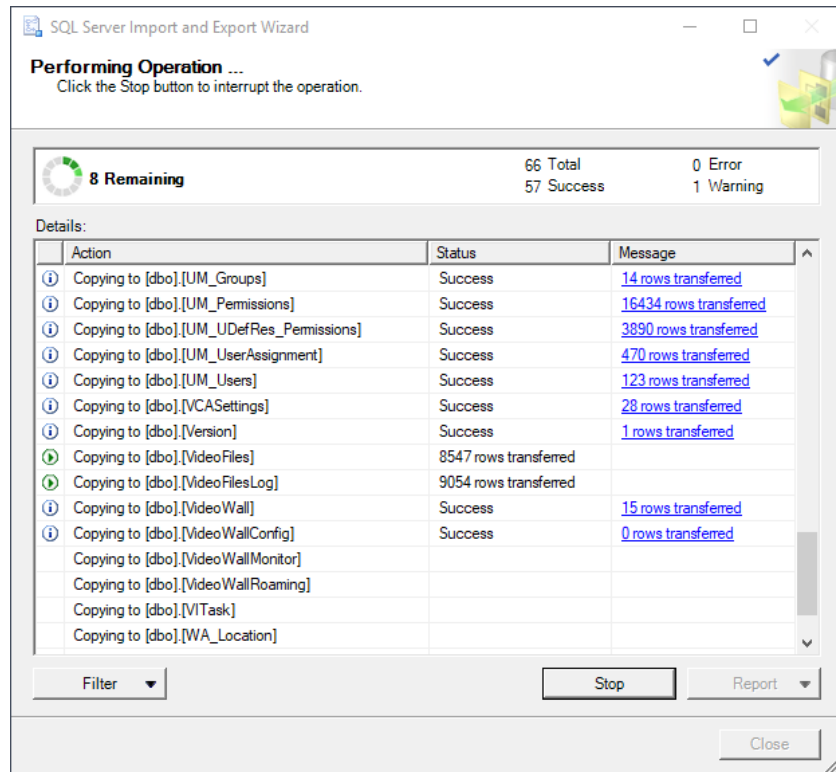 SQL Server Import and Export Wizard
Performing Operation ...
Click the Stop button to interrupt the operation.
8 Remaining
66 Total 0 Error
57 Success 1 Warning
Details:
Action Status Message
Copying to [dbo].[UM_Groups] Success 14 rows transferred
Copying to [dbo].[UM_Permissions] Success 16434 rows transferred
Copying to [dbo].[UM_UDefRes_Permissions] Success 3890 rows transferred
Copying to [dbo].[UM_UserAssignment] Success 470 rows transferred
Copying to [dbo].[UM_Users] Success 123 rows transferred
Copying to [dbo].[VCASettings] Success 28 rows transferred
Copying to [dbo].[Version] Success 1 rows transferred
Copying to [dbo].[VideoFiles] 8547 rows transferred
Copying to [dbo].[VideoFilesLog] 9054 rows transferred
Copying to [dbo].[VideoWall] Success 15 rows transferred
Copying to [dbo].[VideoWallConfig] Success 0 rows transferred
Copying to [dbo].[VideoWallMonitor]
Copying to [dbo].[VideoWallRoaming]
Copying to [dbo].[VITask]
Copying to [dbo].[WA_Location]
Filter Stop Report
Close